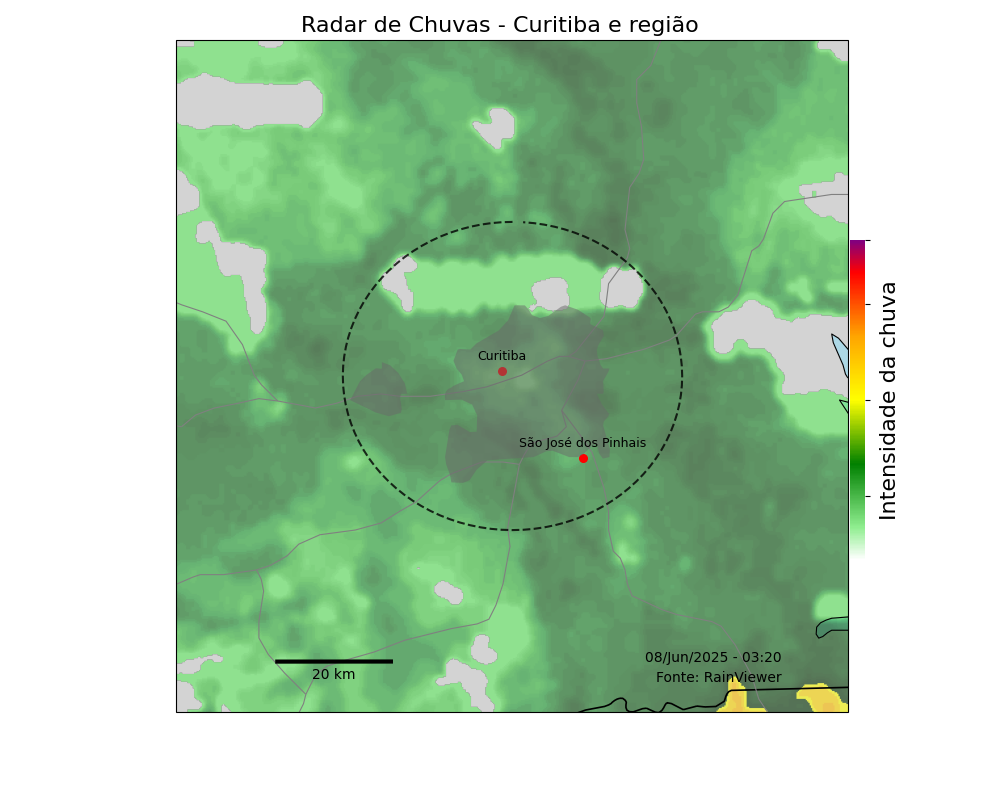 Radar de Chuvas - Curitiba e região
Curitiba
São José dos Pinhais
Intensidade da chuva
08/Jun/2025 - 03:20
Fonte: RainViewer
20 km